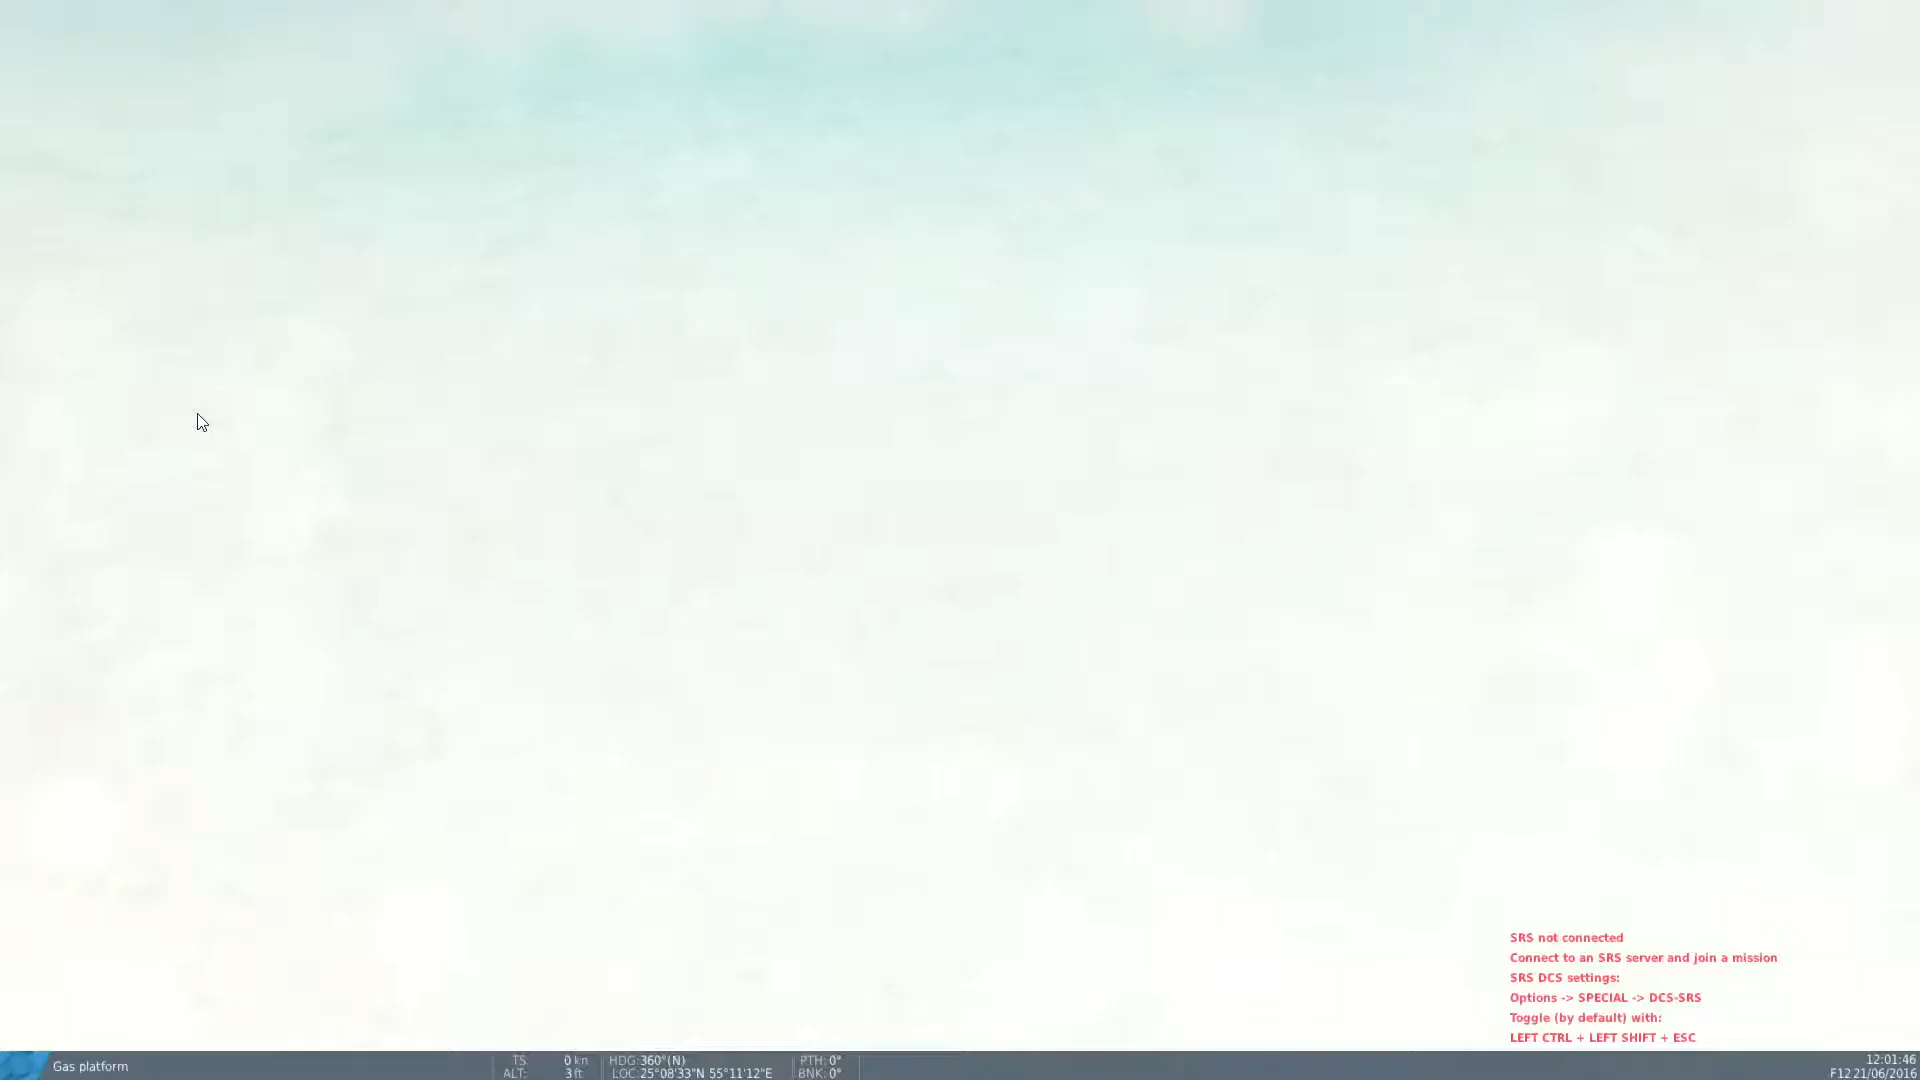 SRS not connected
Connect to an SRS server and join a mission
SRS DCS settings:
Options -> SPECIAL -> DCS-SRS
Toggle (by default) with:
LEFT CTRL + LEFT SHIFT + ESC
Gas platform
TS: 0 kn HDG:360°(N) PTH: 0° 12:01:46
ALT: 3 ft LOC:25°08'33"N 55°11'12"E BNK: 0° F12 21/06/2016